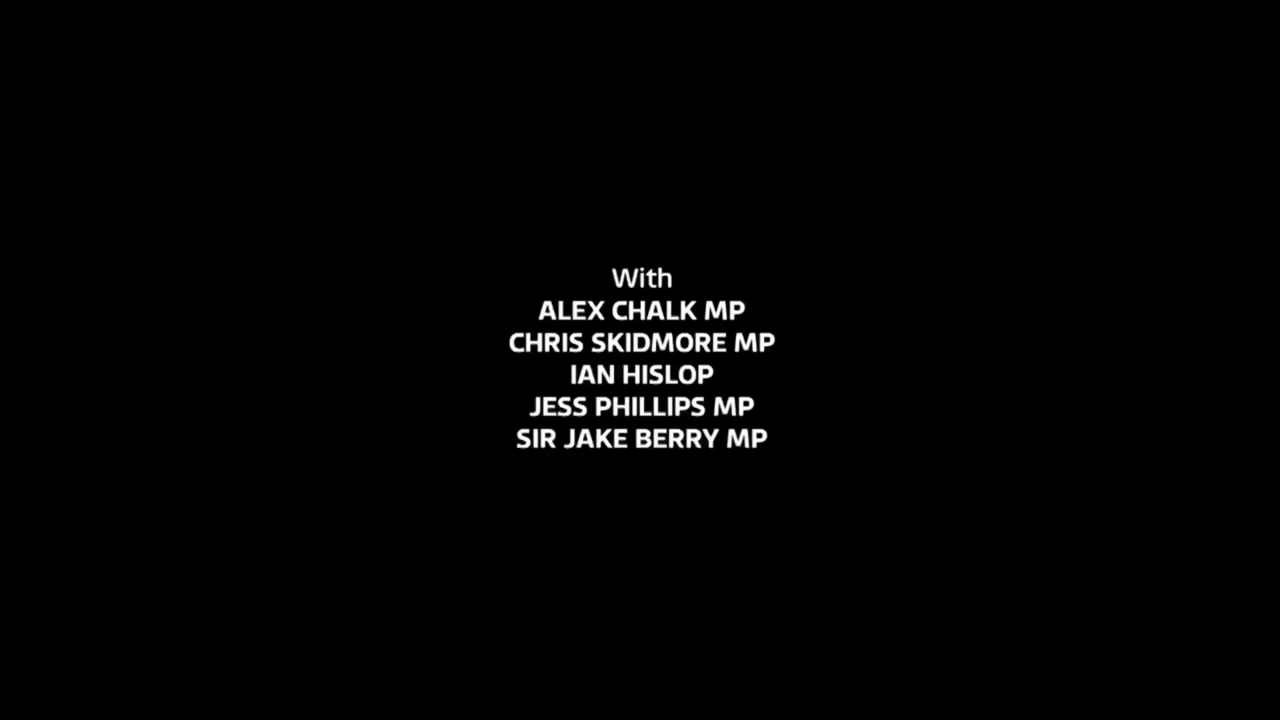 With
ALEX CHALK MP
CHRIS SKIDMORE MP
IAN HISLOP
JESS PHILLIPS MP
SIR JAKE BERRY MP